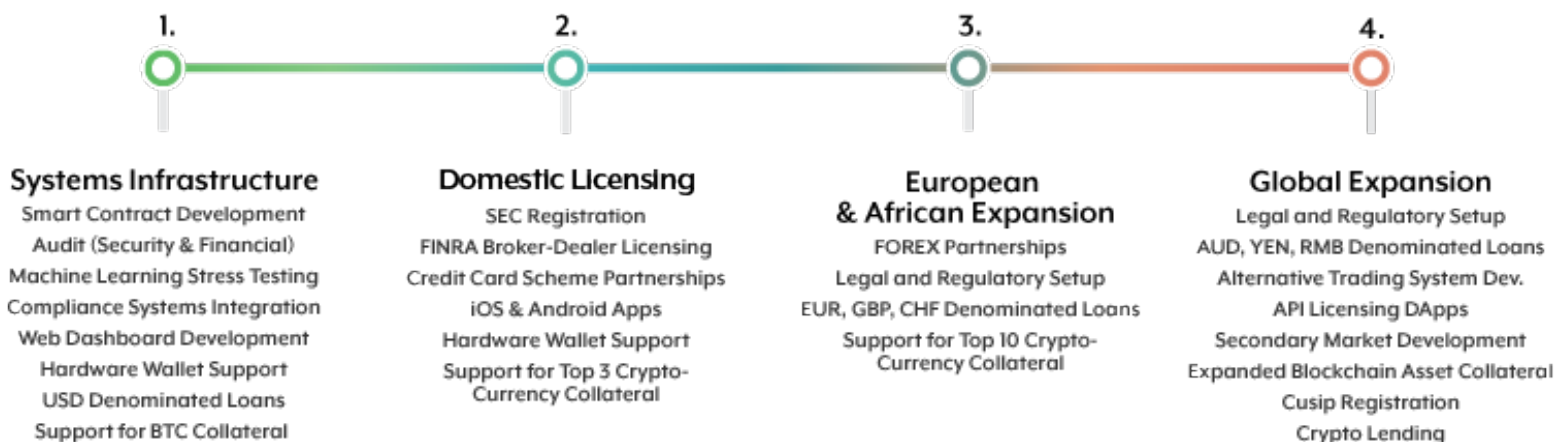 1.
2.
3.
4.
Systems Infrastructure
Smart Contract Development
Audit (Security & Financial)
Machine Learning Stress Testing
Compliance Systems Integration
Web Dashboard Development
Hardware Wallet Support
USD Denominated Loans
Support for BTC Collateral
Domestic Licensing
SEC Registration
FINRA Broker-Dealer Licensing
Credit Card Scheme Partnerships
iOS & Android Apps
Hardware Wallet Support
Support for Top 3 Crypto-
Currency Collateral
European
& African Expansion
FOREX Partnerships
Legal and Regulatory Setup
EUR, GBP, CHF Denominated Loans
Support for Top 10 Crypto-
Currency Collateral
Global Expansion
Legal and Regulatory Setup
AUD, YEN, RMB Denominated Loans
Alternative Trading System Dev.
API Licensing DApps
Secondary Market Development
Expanded Blockchain Asset Collateral
Cusip Registration
Crypto Lending